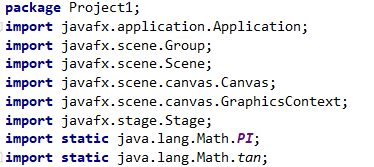 package Project1;
import javafx.application.Application;
import javafx.scene.Group;
import javafx.scene.Scene;
import javafx.scene.canvas.Canvas;
import javafx.scene.canvas.GraphicsContext;
import javafx.stage.Stage;
import static java.lang.Math.PI;
import static java.lang.Math.tan;